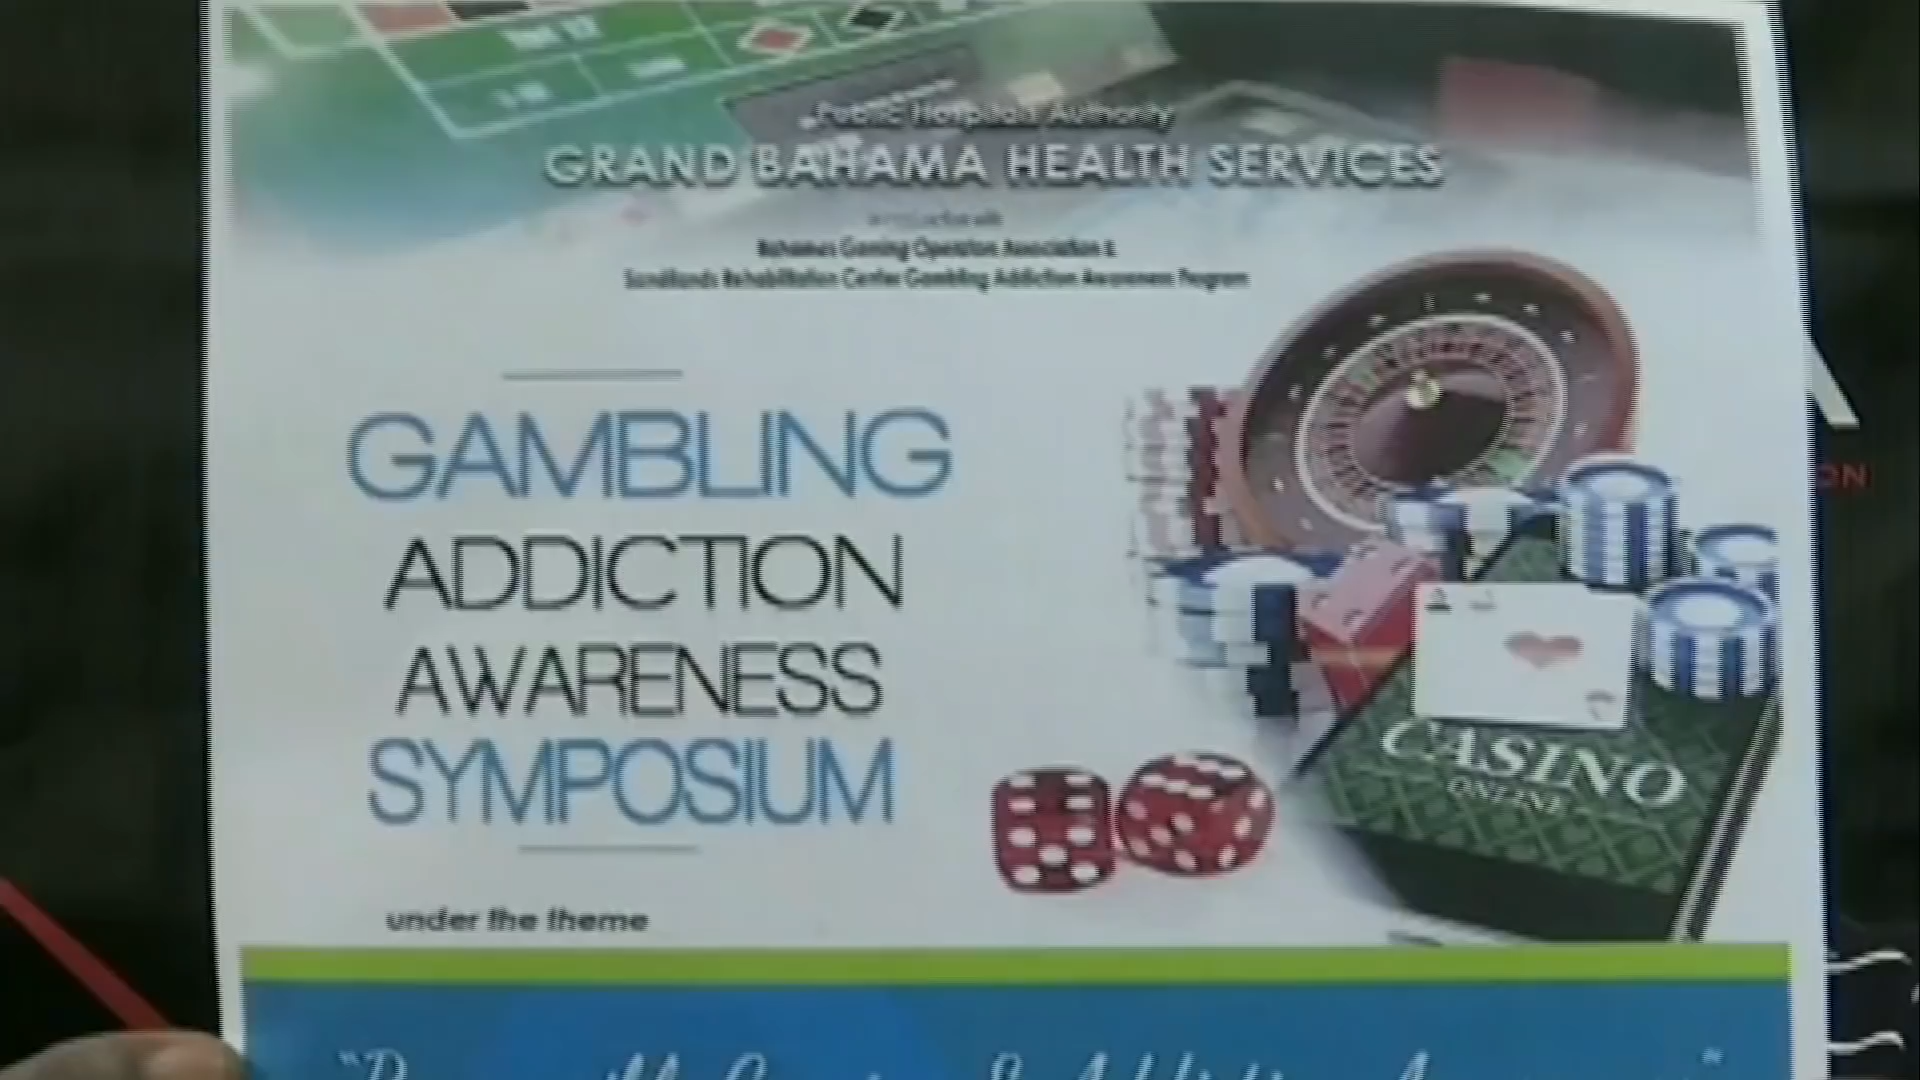 Public Hospitals Authority
GRAND BAHAMA HEALTH SERVICES
Bahamas Gaming Operators Association &
Sandilands Rehabilitation Center Gambling Addiction Awareness Program
GAMBLING
ADDICTION
AWARENESS
SYMPOSIUM
CASINO
ONLINE
under the theme
ON